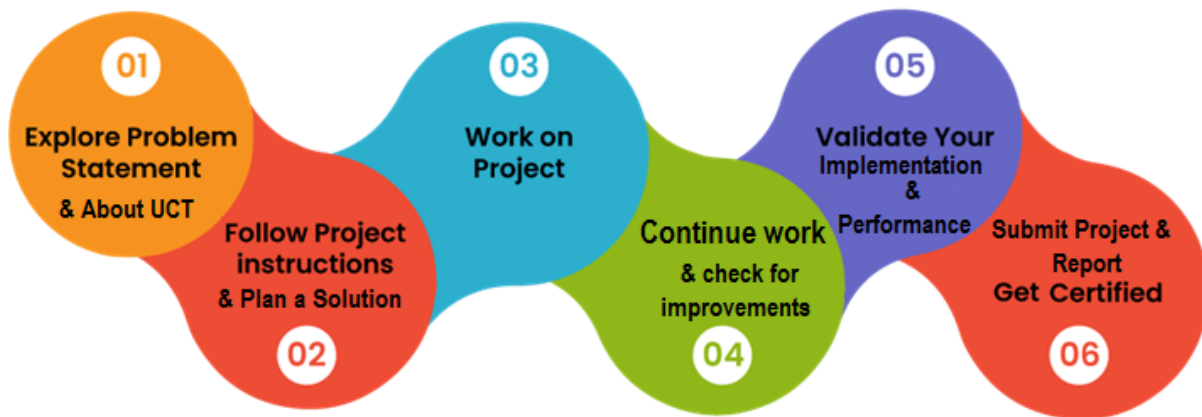 01
Explore Problem
Statement
& About UCT
Follow Project
instructions
& Plan a Solution
02
03
Work on
Project
Continue work
& check for
improvements
04
05
Validate Your
Implementation
&
Performance
Submit Project &
Report
Get Certified
06